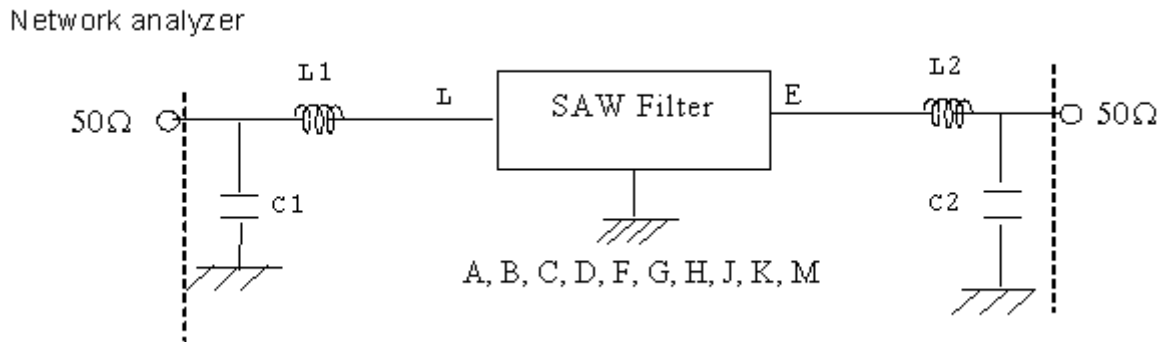 Network analyzer
L1
L2
50Ω
L
SAW Filter
E
50Ω
C1
C2
A, B, C, D, F, G, H, J, K, M